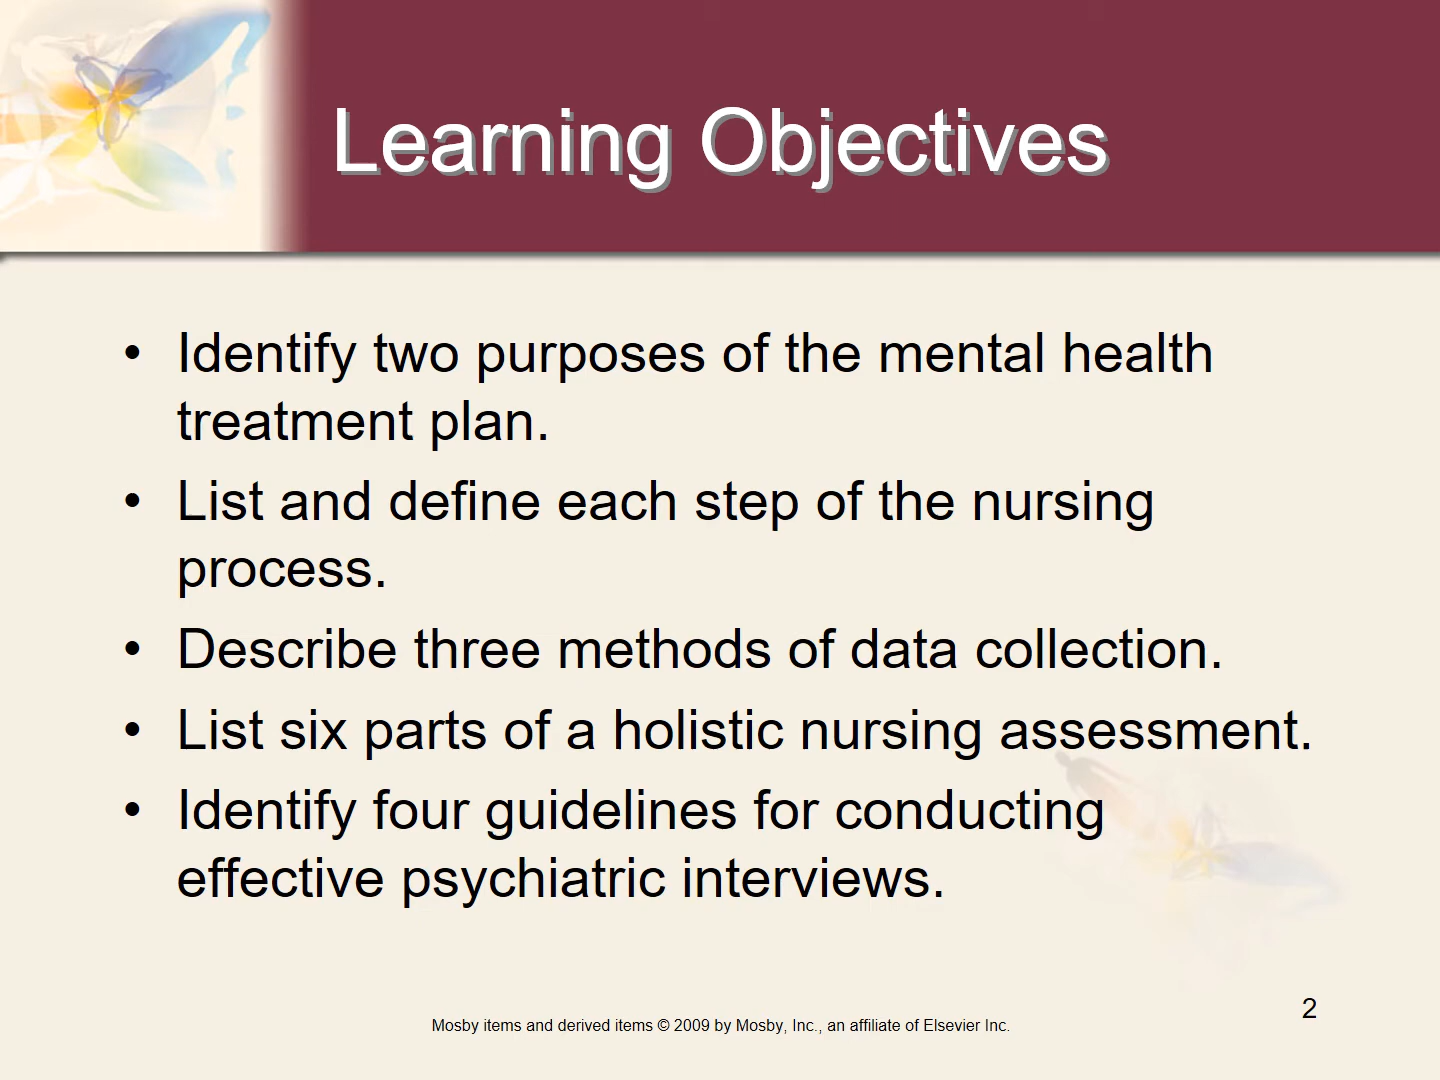 Learning Objectives
• Identify two purposes of the mental health
treatment plan.
• List and define each step of the nursing
process.
• Describe three methods of data collection.
• List six parts of a holistic nursing assessment.
• Identify four guidelines for conducting
effective psychiatric interviews.
2
Mosby items and derived items © 2009 by Mosby, Inc., an affiliate of Elsevier Inc.